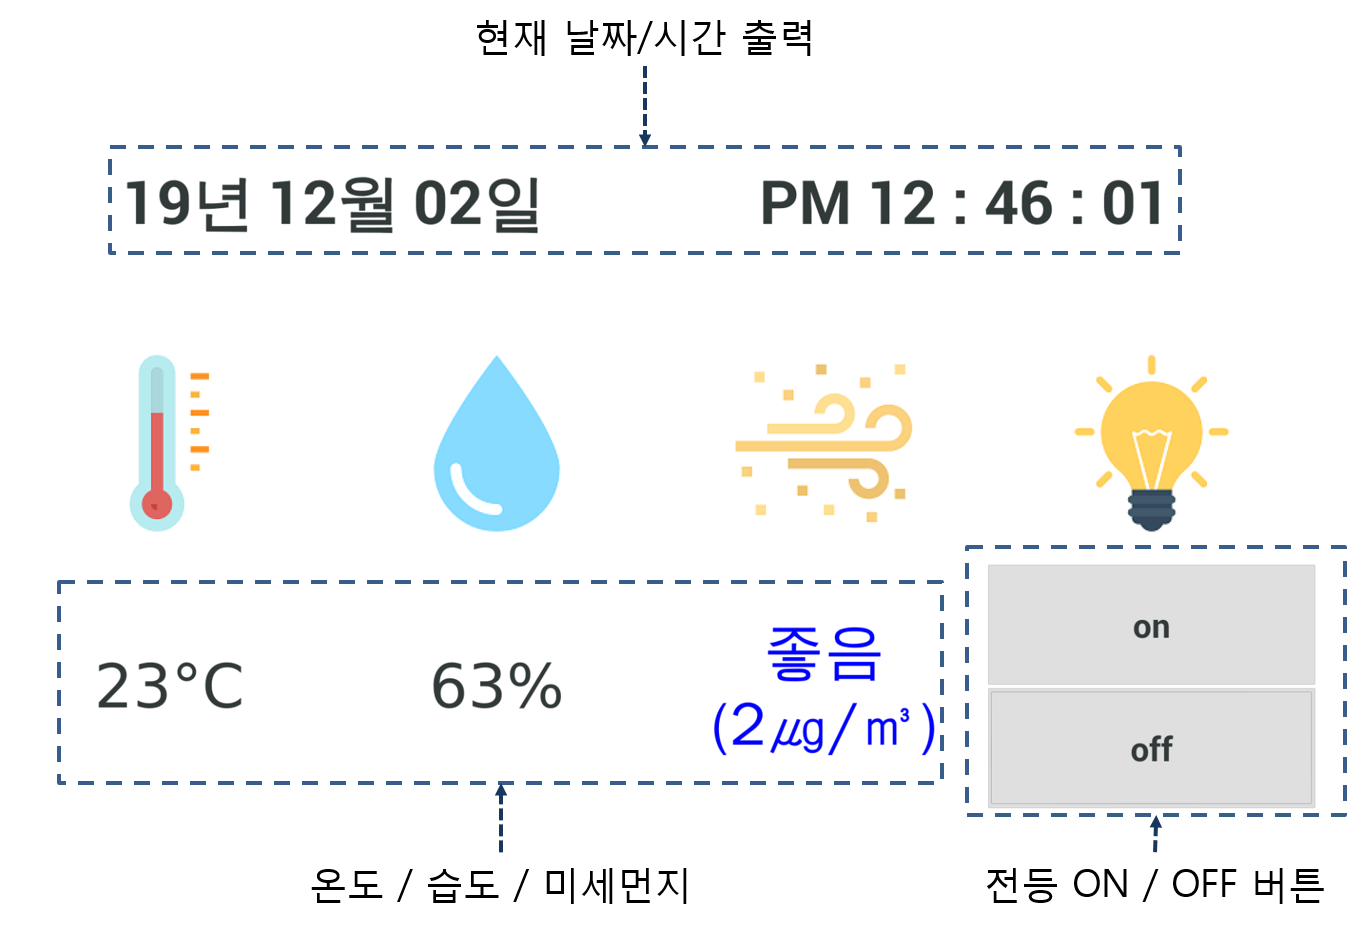 현재 날짜/시간 출력
19년 12월 02일 PM 12 : 46 : 01
on
off
23°C 63% 좋음
(2㎍/㎥)
온도 / 습도 / 미세먼지 전등 ON / OFF 버튼